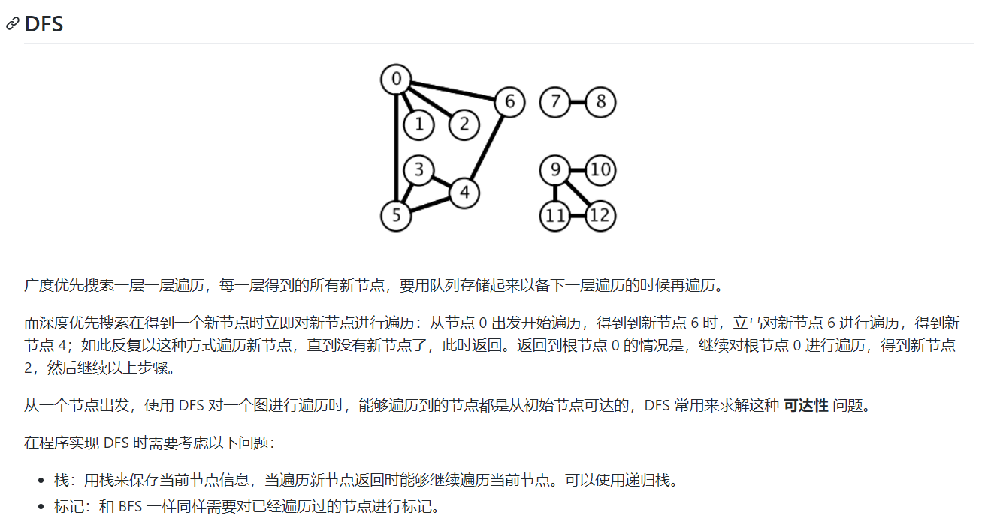 DFS
0
6
7
8
1
2
3
9
10
4
5
11
12
广度优先搜索一层一层遍历，每一层得到的所有新节点，要用队列存储起来以备下一层遍历的时候再遍历。
而深度优先搜索在得到一个新节点时立即对新节点进行遍历：从节点 0 出发开始遍历，得到到新节点 6 时，立马对新节点 6 进行遍历，得到新
节点 4；如此反复以这种方式遍历新节点，直到没有新节点了，此时返回。返回到根节点 0 的情况是，继续对根节点 0 进行遍历，得到新节点
2，然后继续以上步骤。
从一个节点出发，使用 DFS 对一个图进行遍历时，能够遍历到的节点都是从初始节点可达的，DFS 常用来求解这种 可达性 问题。
在程序实现 DFS 时需要考虑以下问题：
• 栈：用栈来保存当前节点信息，当遍历新节点返回时能够继续遍历当前节点。可以使用递归栈。
• 标记：和 BFS 一样同样需要对已经遍历过的节点进行标记。